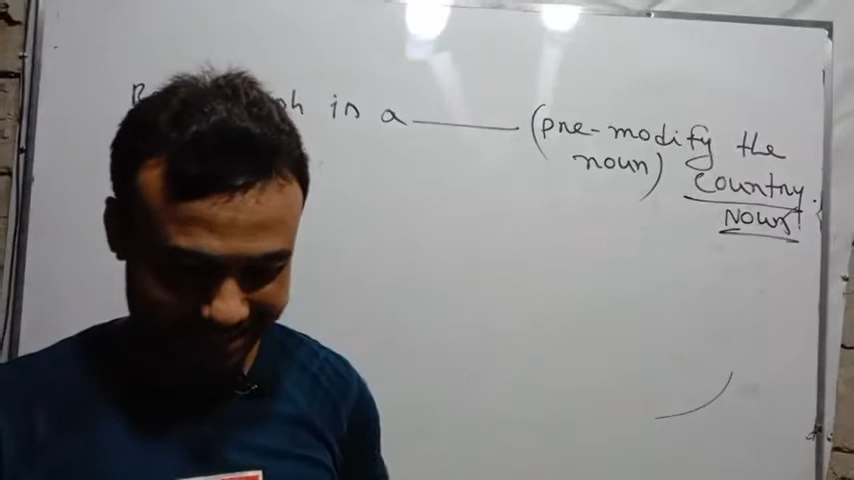 in a ______ (pre-modify the
noun) country.
Noun